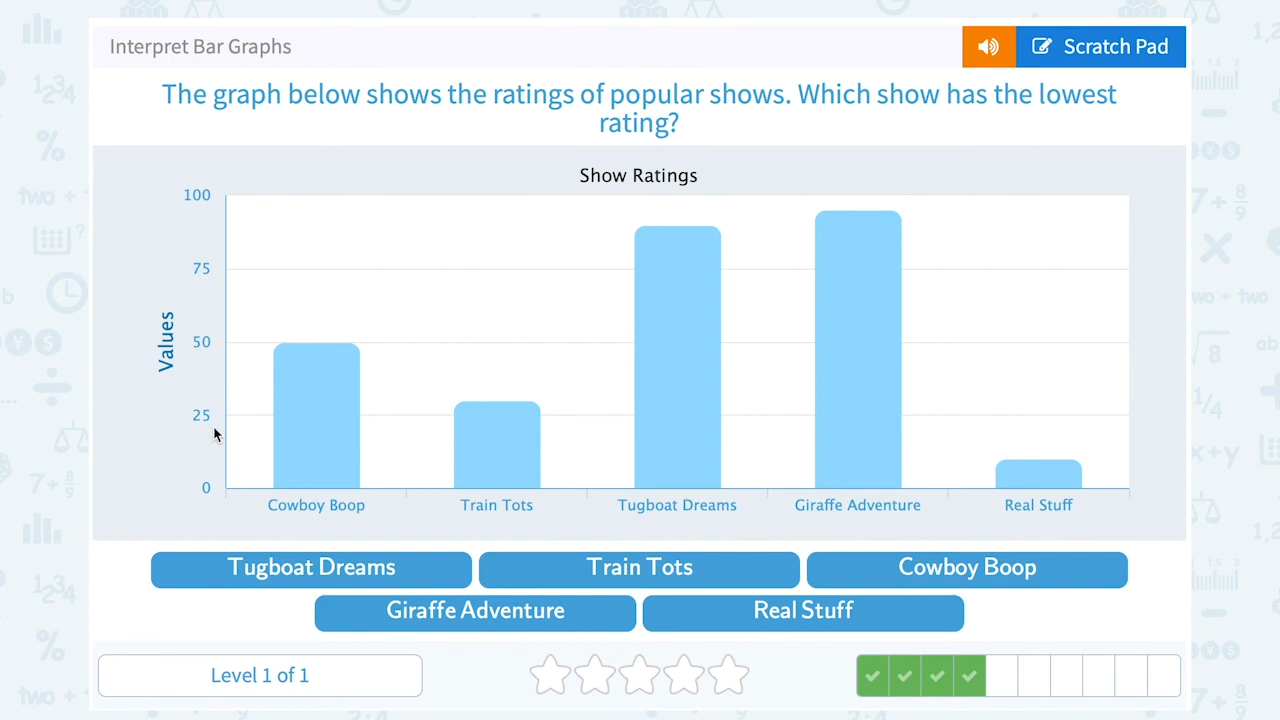 Interpret Bar Graphs
Scratch Pad
The graph below shows the ratings of popular shows. Which show has the lowest
rating?
Show Ratings
100
75
50
25
0
Values
Cowboy Boop Train Tots Tugboat Dreams Giraffe Adventure Real Stuff
Tugboat Dreams Train Tots Cowboy Boop
Giraffe Adventure Real Stuff
Level 1 of 1